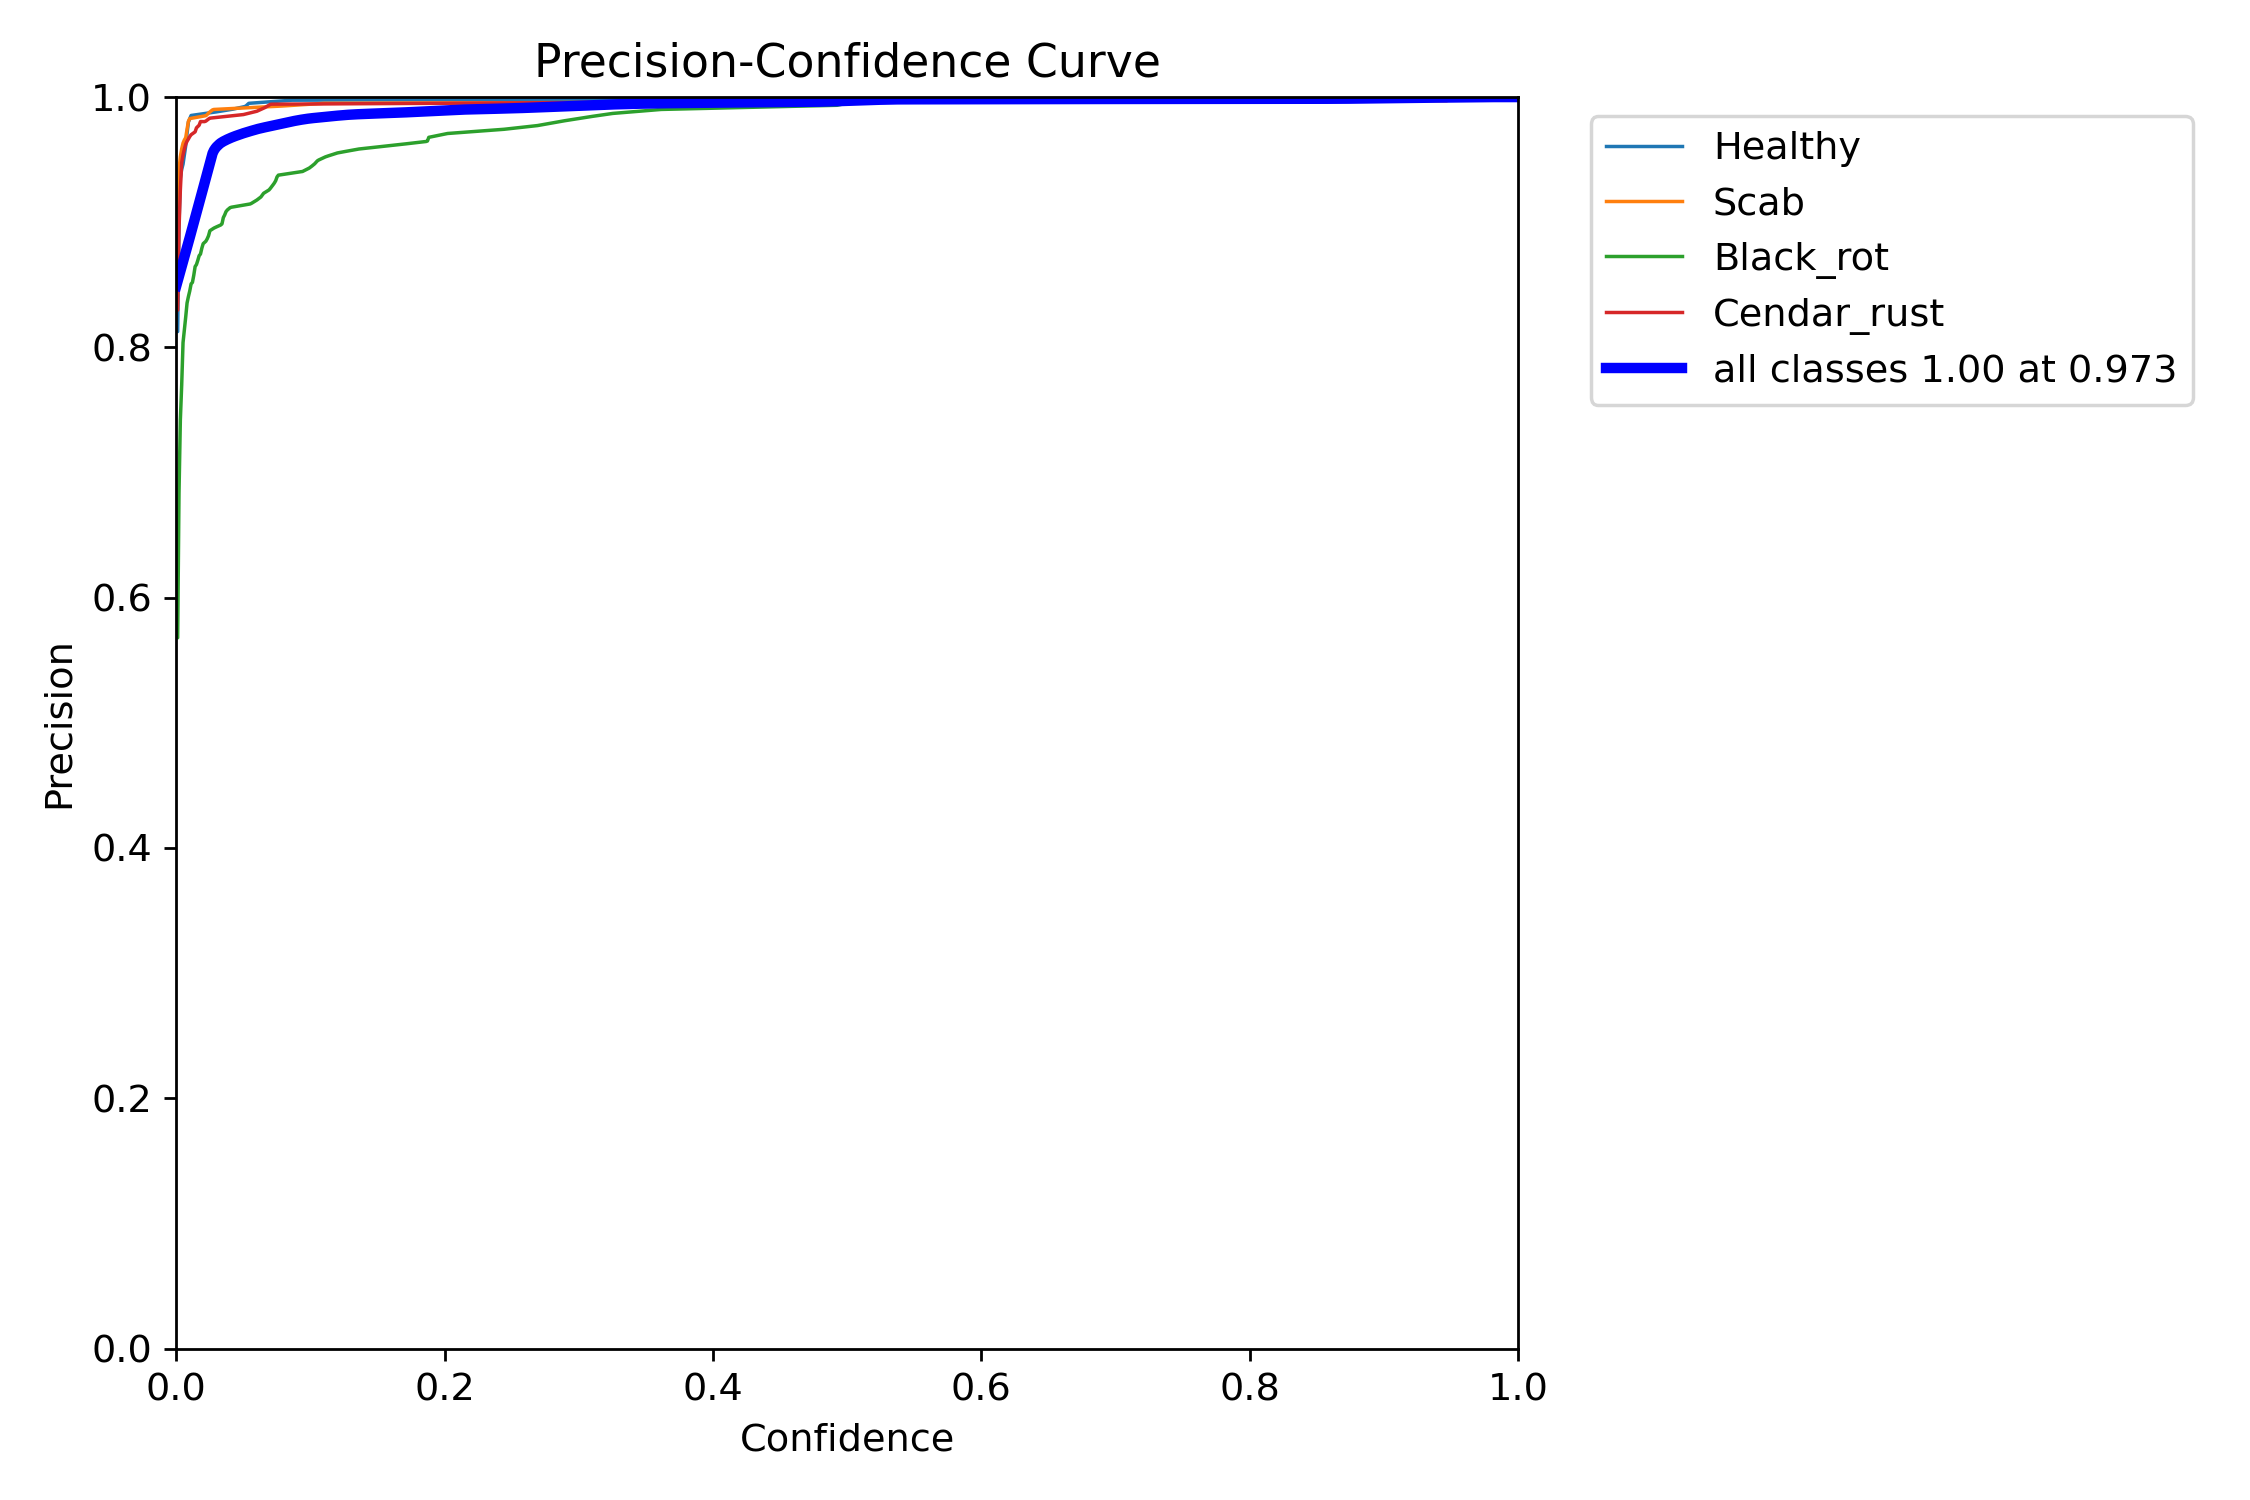 Precision-Confidence Curve
1.0
0.8
0.6
0.4
0.2
0.0
Precision
0.0 0.2 0.4 0.6 0.8 1.0
Confidence
Healthy
Scab
Black_rot
Cendar_rust
all classes 1.00 at 0.973